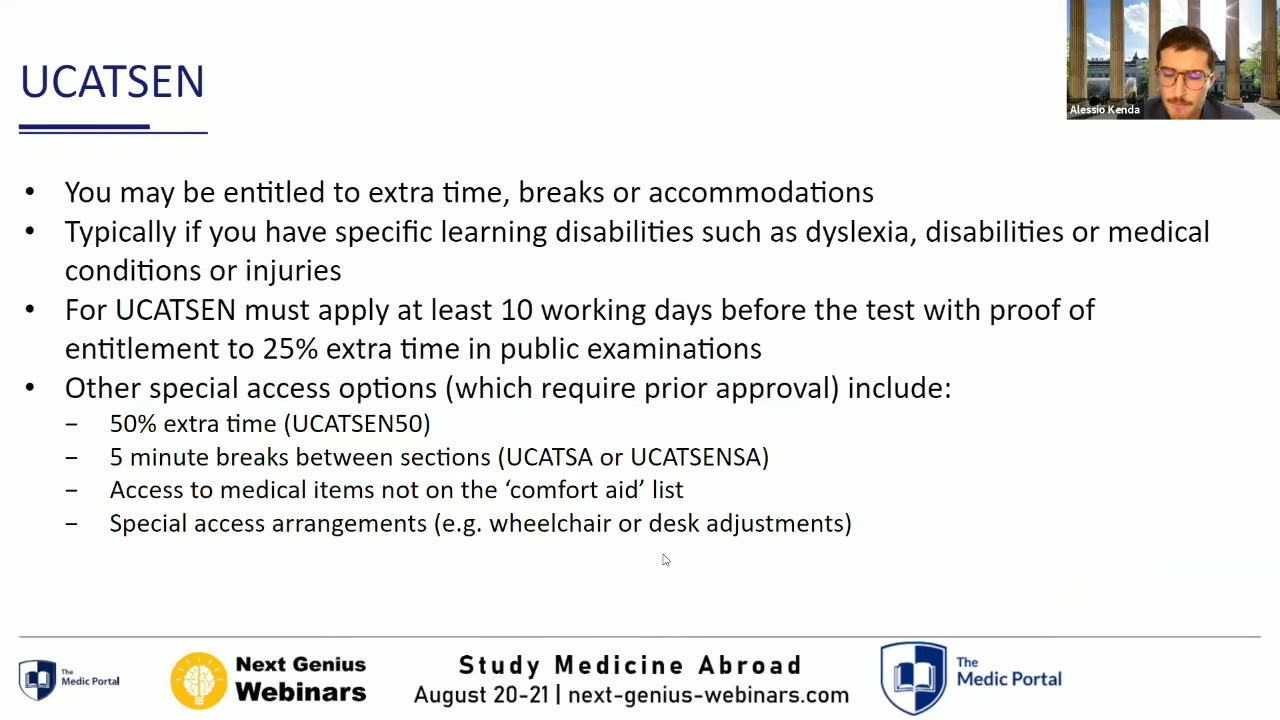 UCATSEN
Alessio Kenda
• You may be entitled to extra time, breaks or accommodations
• Typically if you have specific learning disabilities such as dyslexia, disabilities or medical
conditions or injuries
• For UCATSEN must apply at least 10 working days before the test with proof of
entitlement to 25% extra time in public examinations
• Other special access options (which require prior approval) include:
− 50% extra time (UCATSEN50)
− 5 minute breaks between sections (UCATSA or UCATSENSA)
− Access to medical items not on the ‘comfort aid’ list
− Special access arrangements (e.g. wheelchair or desk adjustments)
The
Medic Portal
Next Genius
Webinars
Study Medicine Abroad
August 20-21 | next-genius-webinars.com
The
Medic Portal